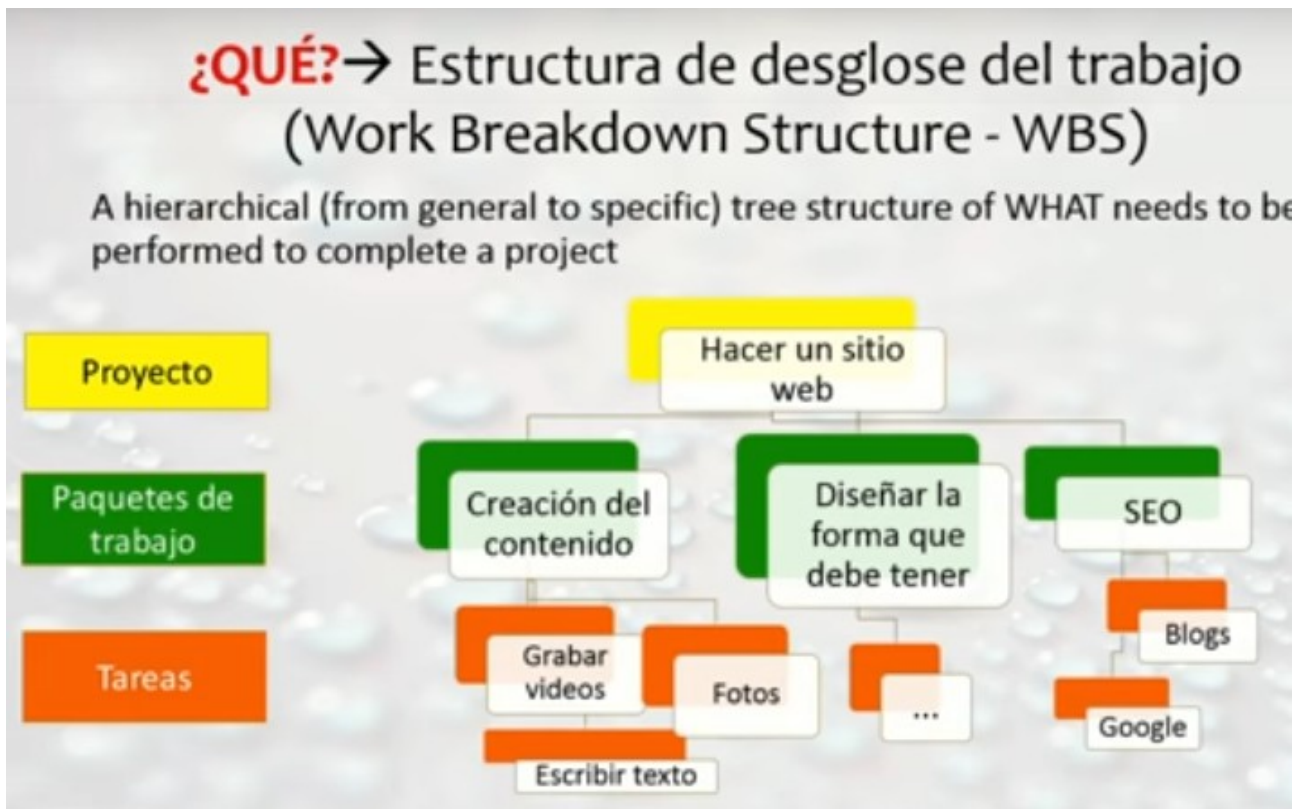 ¿QUÉ?→ Estructura de desglose del trabajo
(Work Breakdown Structure - WBS)
A hierarchical (from general to specific) tree structure of WHAT needs to be
performed to complete a project
Proyecto
Hacer un sitio
web
Paquetes de
trabajo
Creación del
contenido
Diseñar la
forma que
debe tener
SEO
Tareas
Grabar
videos
Fotos
...
Blogs
Google
Escribir texto